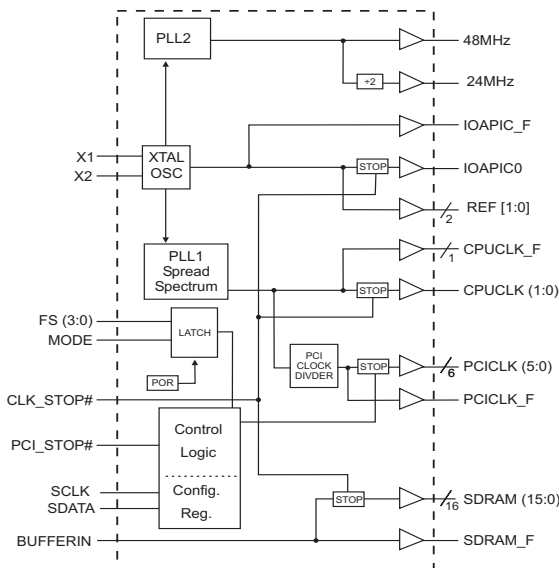 PLL2
48MHz
÷2
24MHz
IOAPIC_F
X1
X2
XTAL
OSC
STOP
IOAPIC0
REF [1:0]
2
PLL1
Spread
Spectrum
CPUCLK_F
1
STOP
CPUCLK (1:0)
FS (3:0)
MODE
LATCH
POR
PCI
CLOCK
DIVDER
STOP
PCICLK (5:0)
6
PCICLK_F
CLK_STOP#
PCI_STOP#
Control
Logic
SCLK
SDATA
Config.
Reg.
STOP
SDRAM (15:0)
16
BUFFERIN
SDRAM_F